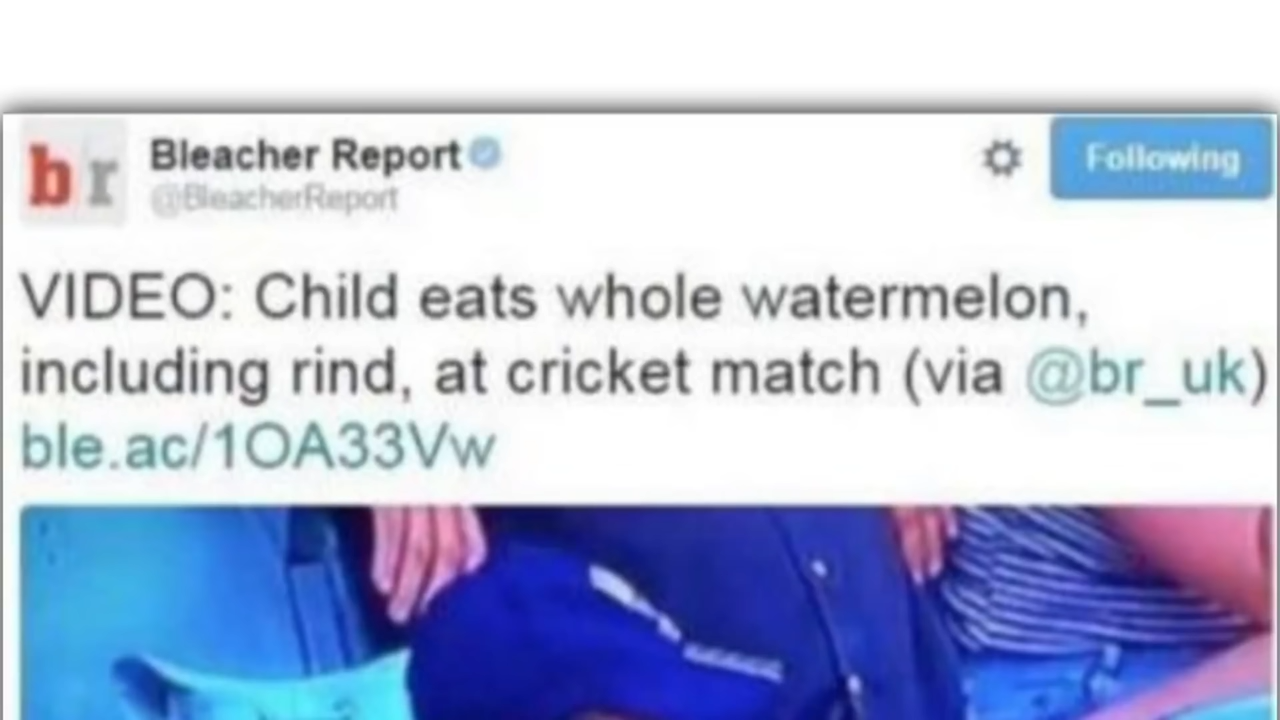 br
Bleacher Report
@BleacherReport
Following
VIDEO: Child eats whole watermelon,
including rind, at cricket match (via @br_uk)
ble.ac/1OA33Vw